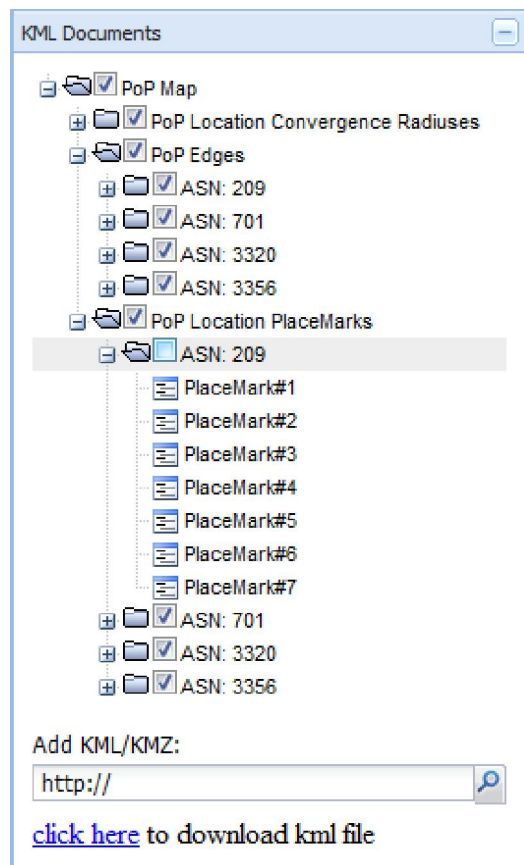 KML Documents
PoP Map
PoP Location Convergence Radiuses
PoP Edges
ASN: 209
ASN: 701
ASN: 3320
ASN: 3356
PoP Location PlaceMarks
ASN: 209
PlaceMark#1
PlaceMark#2
PlaceMark#3
PlaceMark#4
PlaceMark#5
PlaceMark#6
PlaceMark#7
ASN: 701
ASN: 3320
ASN: 3356
Add KML/KMZ:
http://
click here to download kml file